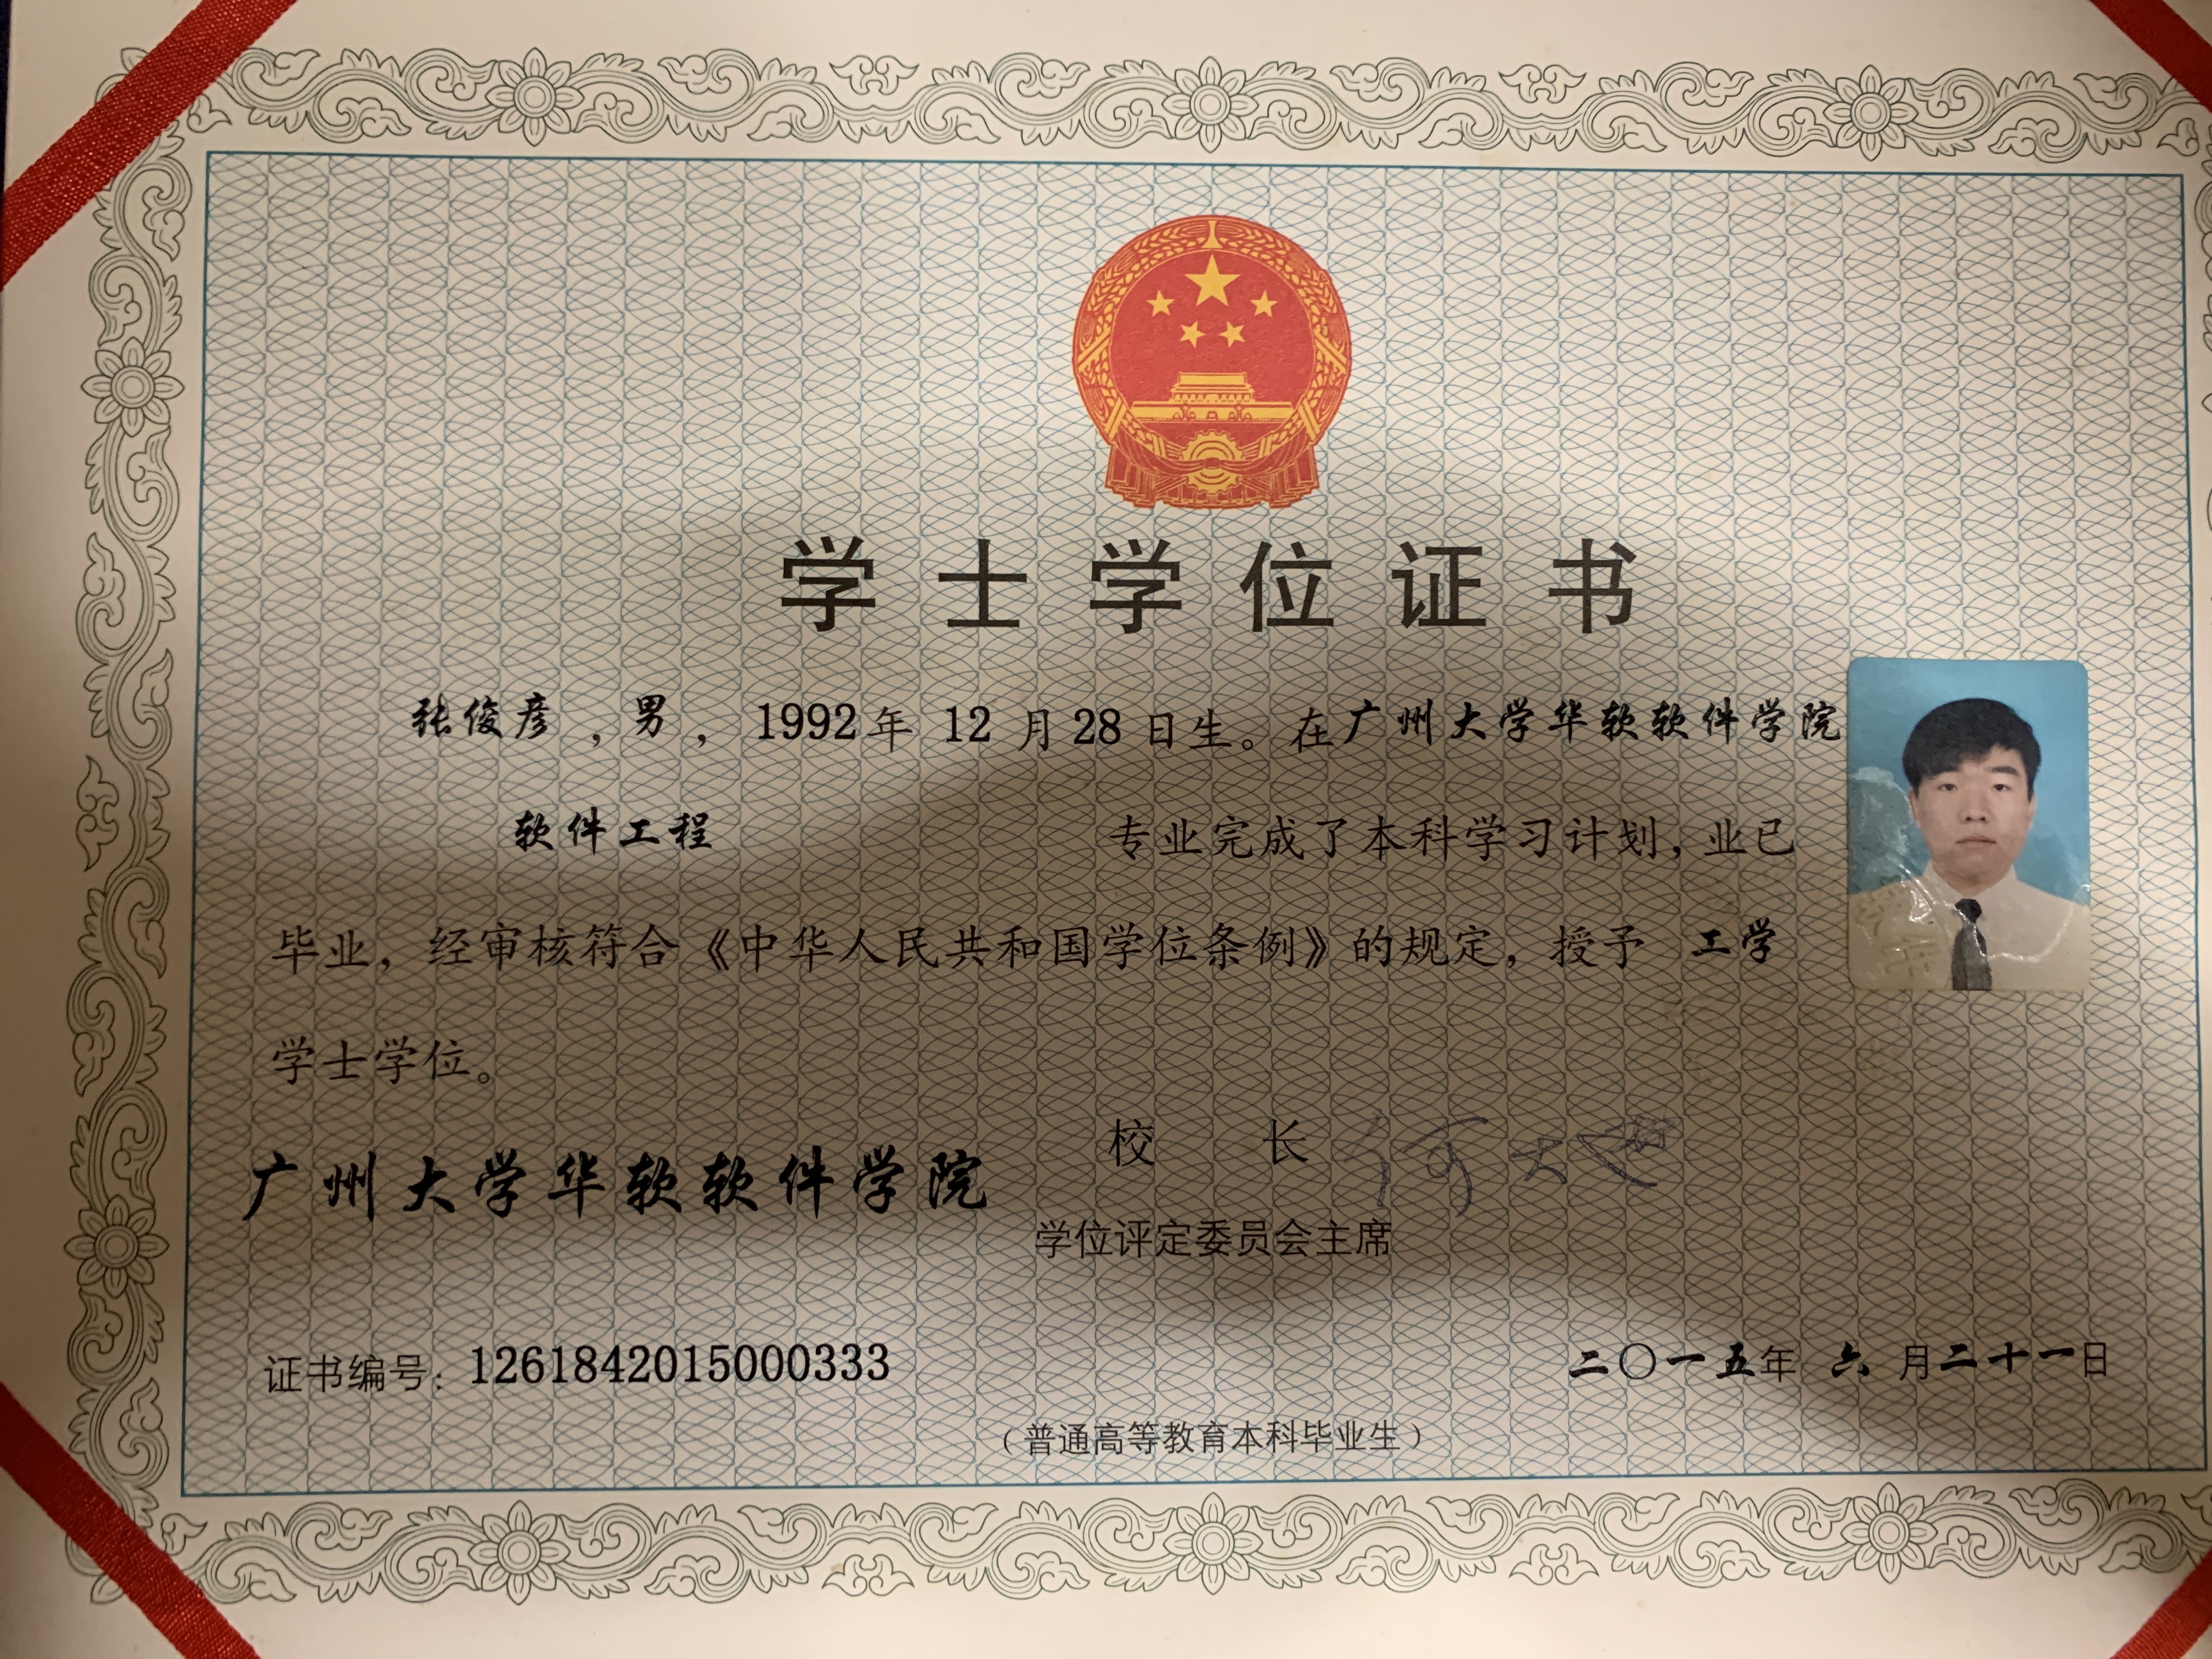 学士学位证书
张俊彦，男，1992年 12 月 28 日生。在广州大学华软软件学院
软件工程 专业完成了本科学习计划，业已
毕业，经审核符合《中华人民共和国学位条例》的规定，授予 工学
学士学位。
广州大学华软软件学院
校 长
学位评定委员会主席
证书编号：1261842015000333
二〇一五年 六 月二十一日
（普通高等教育本科毕业生）